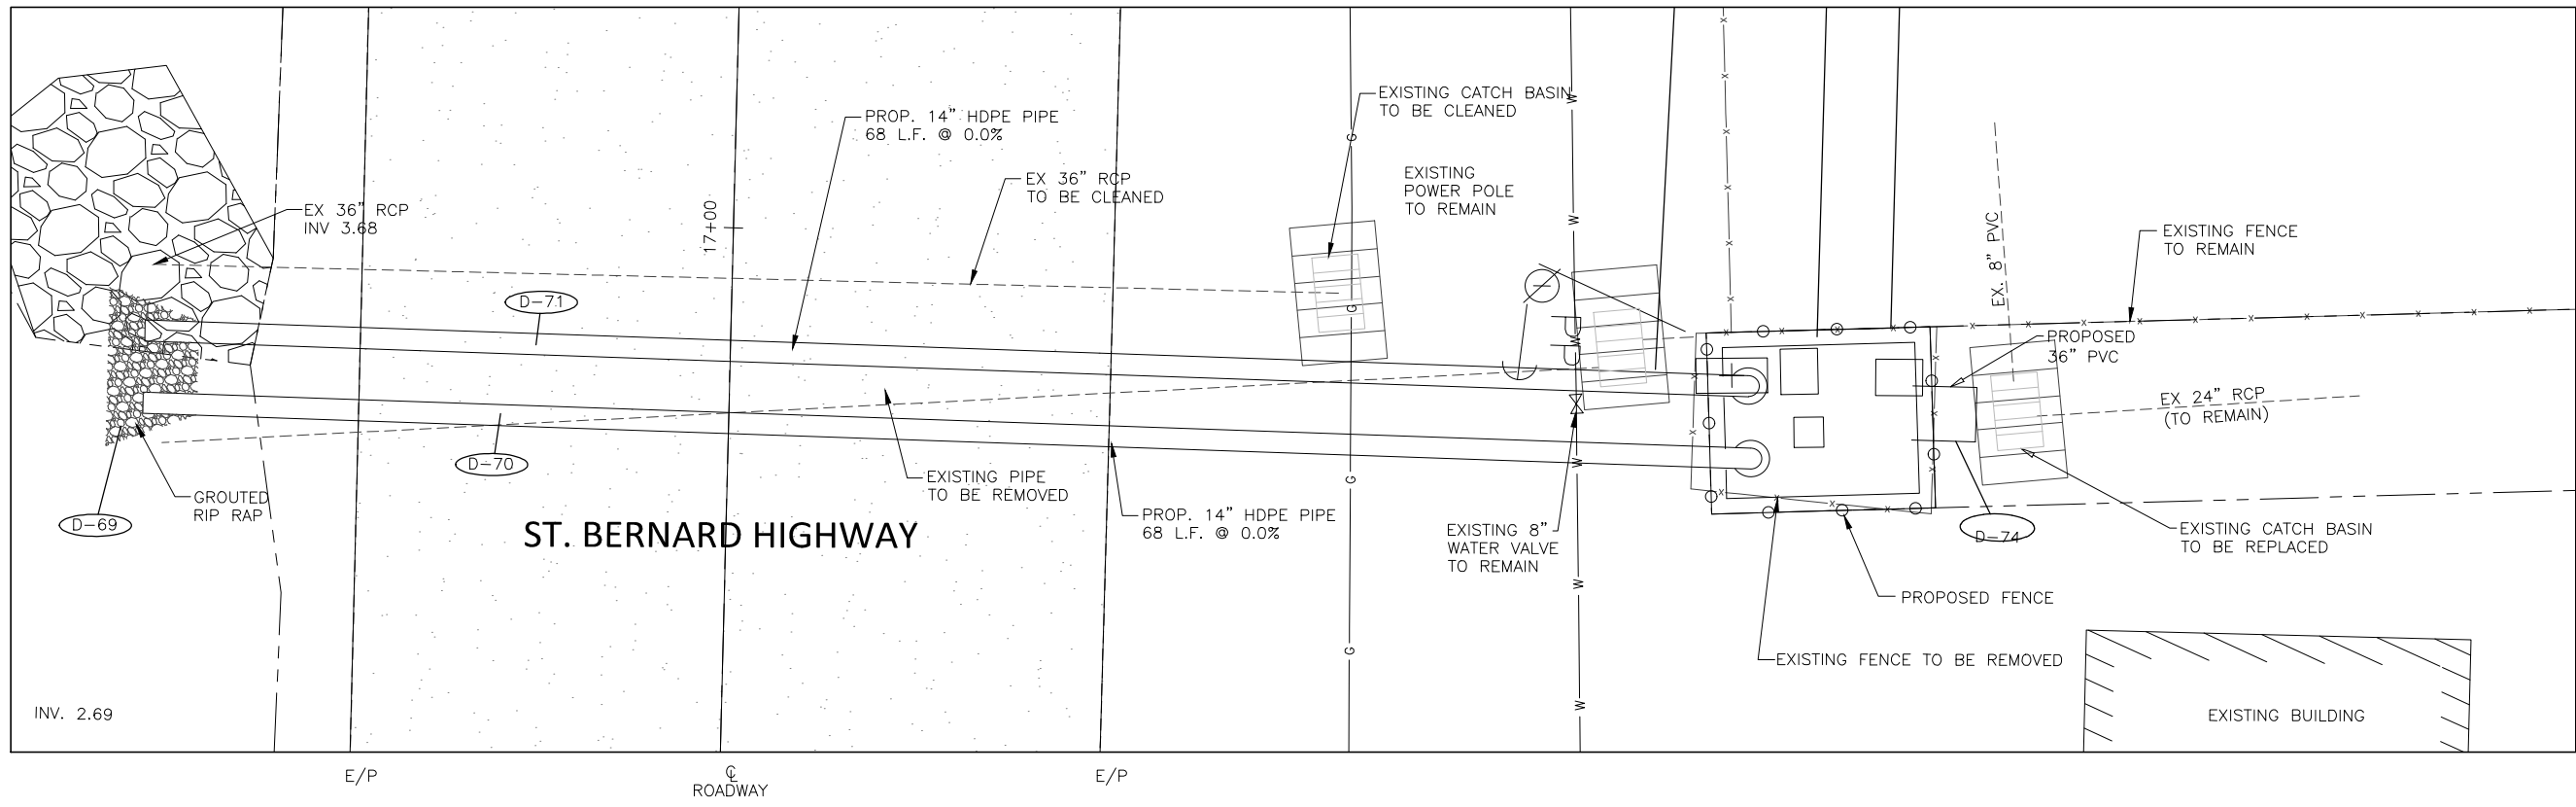 EXISTING CATCH BASIN
TO BE CLEANED
PROP. 14" HDPE PIPE
68 L.F. @ 0.0%
EXISTING
POWER POLE
TO REMAIN
EX 36" RCP
TO BE CLEANED
EX 36" RCP
INV 3.68
17+00
EX. 8" PVC
EXISTING FENCE
TO REMAIN
D-71
PROPOSED
36" PVC
EX 24" RCP
(TO REMAIN)
D-70
EXISTING PIPE
TO BE REMOVED
GROUTED
RIP RAP
D-69
ST. BERNARD HIGHWAY
PROP. 14" HDPE PIPE
68 L.F. @ 0.0%
EXISTING 8"
WATER VALVE
TO REMAIN
D-74
EXISTING CATCH BASIN
TO BE REPLACED
PROPOSED FENCE
EXISTING FENCE TO BE REMOVED
INV. 2.69
EXISTING BUILDING
G
G
G
G
W
W
W
W
W
W
E/P
℄
ROADWAY
E/P